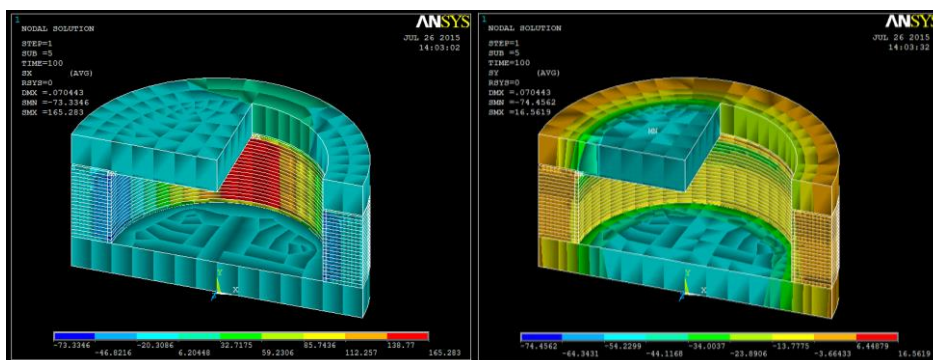 1
NODAL SOLUTION
STEP=1
SUB =5
TIME=100
SX (AVG)
RSYS=0
DMX =.070443
SMN =-73.3346
SMX =165.283
ANSYS
JUL 26 2015
14:03:02
MX
Y
X
-73.3346 -20.3086 32.7175 85.7436 138.77
-46.8216 6.20448 59.2306 112.257 165.283
1
NODAL SOLUTION
STEP=1
SUB =5
TIME=100
SY (AVG)
RSYS=0
DMX =.070443
SMN =-74.4562
SMX =16.5619
ANSYS
JUL 26 2015
14:03:32
MN
Y
X
-74.4562 -54.2299 -34.0037 -13.7775 6.44879
-64.3431 -44.1168 -23.8906 -3.66433 16.5619